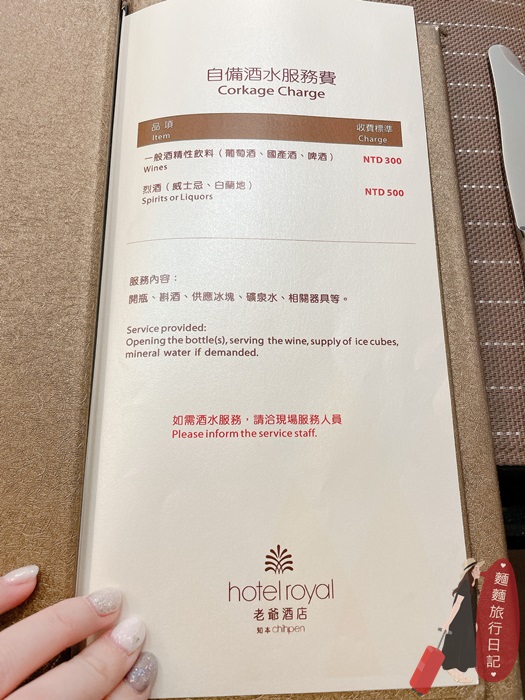 自備酒水服務費
Corkage Charge
品 項 收費標準
Item Charge
一般酒精性飲料（葡萄酒、國產酒、啤酒） NTD 300
Wines
烈酒（威士忌、白蘭地） NTD 500
Spirits or Liquors
服務內容：
開瓶、斟酒、供應冰塊、礦泉水、相關器具等。
Service provided:
Opening the bottle(s), serving the wine, supply of ice cubes,
mineral water if demanded.
如需酒水服務，請洽現場服務人員
Please inform the service staff.
hotel royal
老爺酒店
知本 chihpen
麵麵旅行日記